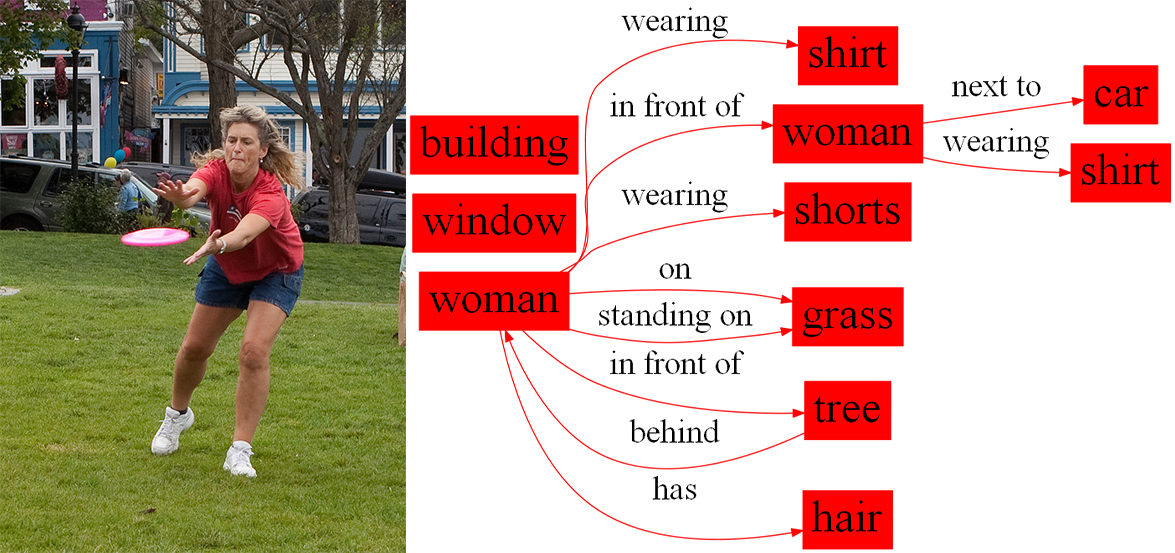 wearing
shirt
in front of
next to
car
building
woman
wearing
shirt
window
wearing
shorts
woman
on
standing on
grass
in front of
tree
behind
has
hair